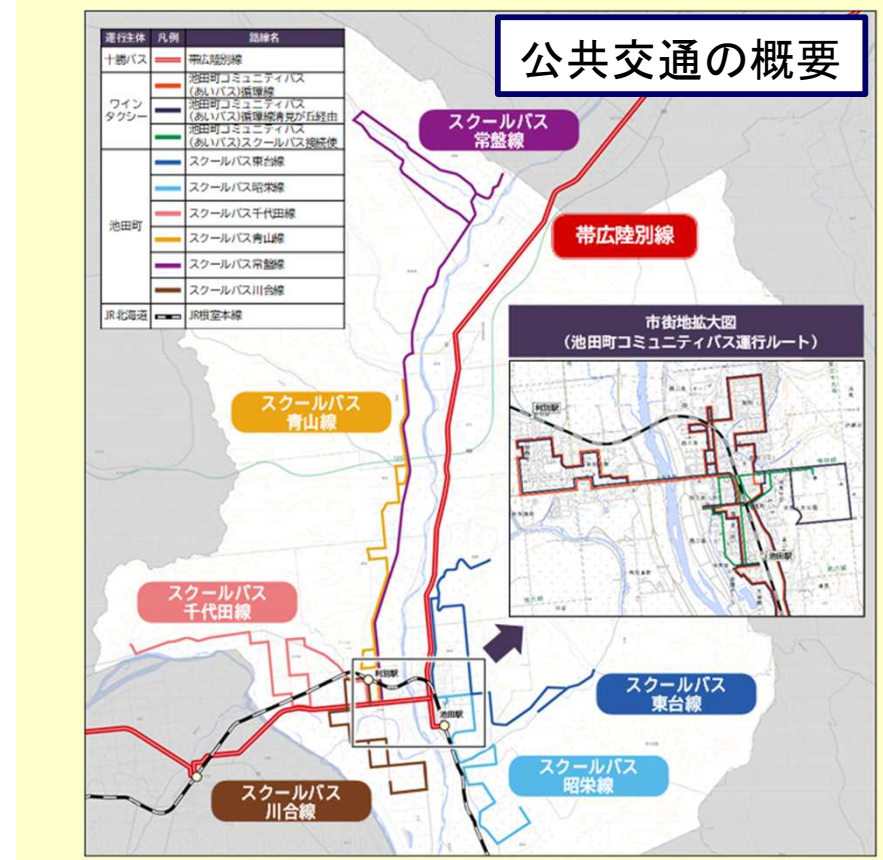 公共交通の概要
運行主体 凡例 路線名
十勝バス 帯広陸別線
ワインタクシー
池田町コミュニティバス
(あいバス)循環線
池田町コミュニティバス
(あいバス)循環線清見が丘経由
池田町コミュニティバス
(あいバス)スクールバス接続便
池田町
スクールバス東台線
スクールバス昭栄線
スクールバス千代田線
スクールバス青山線
スクールバス常盤線
スクールバス川合線
JR北海道 JR根室本線
スクールバス
常盤線
帯広陸別線
市街地拡大図
(池田町コミュニティバス運行ルート)
利別駅
池田駅
スクールバス
青山線
スクールバス
千代田線
利別駅
池田駅
スクールバス
東台線
スクールバス
昭栄線
スクールバス
川合線